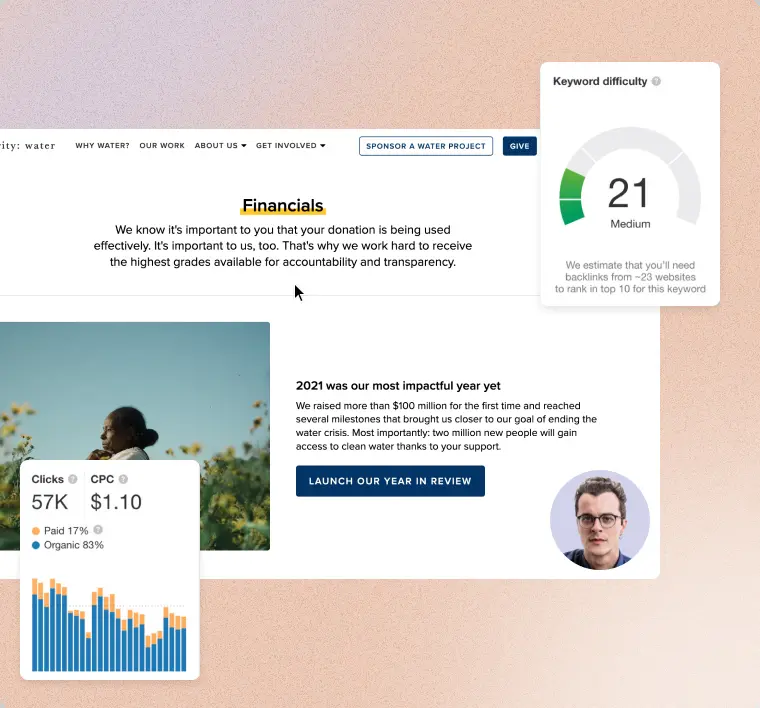 Keyword difficulty
ity: water
WHY WATER?
OUR WORK
ABOUT US
GET INVOLVED
SPONSOR A WATER PROJECT
GIVE
21
Medium
We estimate that you'll need
backlinks from ~23 websites
to rank in top 10 for this keyword
Financials
We know it's important to you that your donation is being used
effectively. It's important to us, too. That's why we work hard to receive
the highest grades available for accountability and transparency.
2021 was our most impactful year yet
We raised more than $100 million for the first time and reached
several milestones that brought us closer to our goal of ending the
water crisis. Most importantly: two million new people will gain
access to clean water thanks to your support.
LAUNCH OUR YEAR IN REVIEW
Clicks ? CPC ?
57K $1.10
Paid 17% ?
Organic 83%